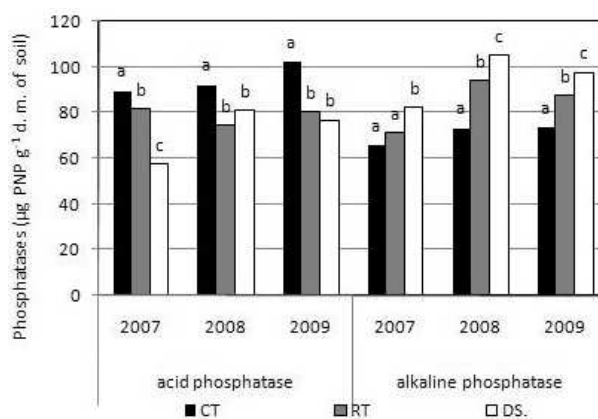 Phosphatases (µg PNP g⁻¹ d. m. of soil)
120
100
80
60
40
20
0
a b c
a b b
a b b
a a b
a b c
a b c
2007 2008 2009 2007 2008 2009
acid phosphatase alkaline phosphatase
CT RT DS.